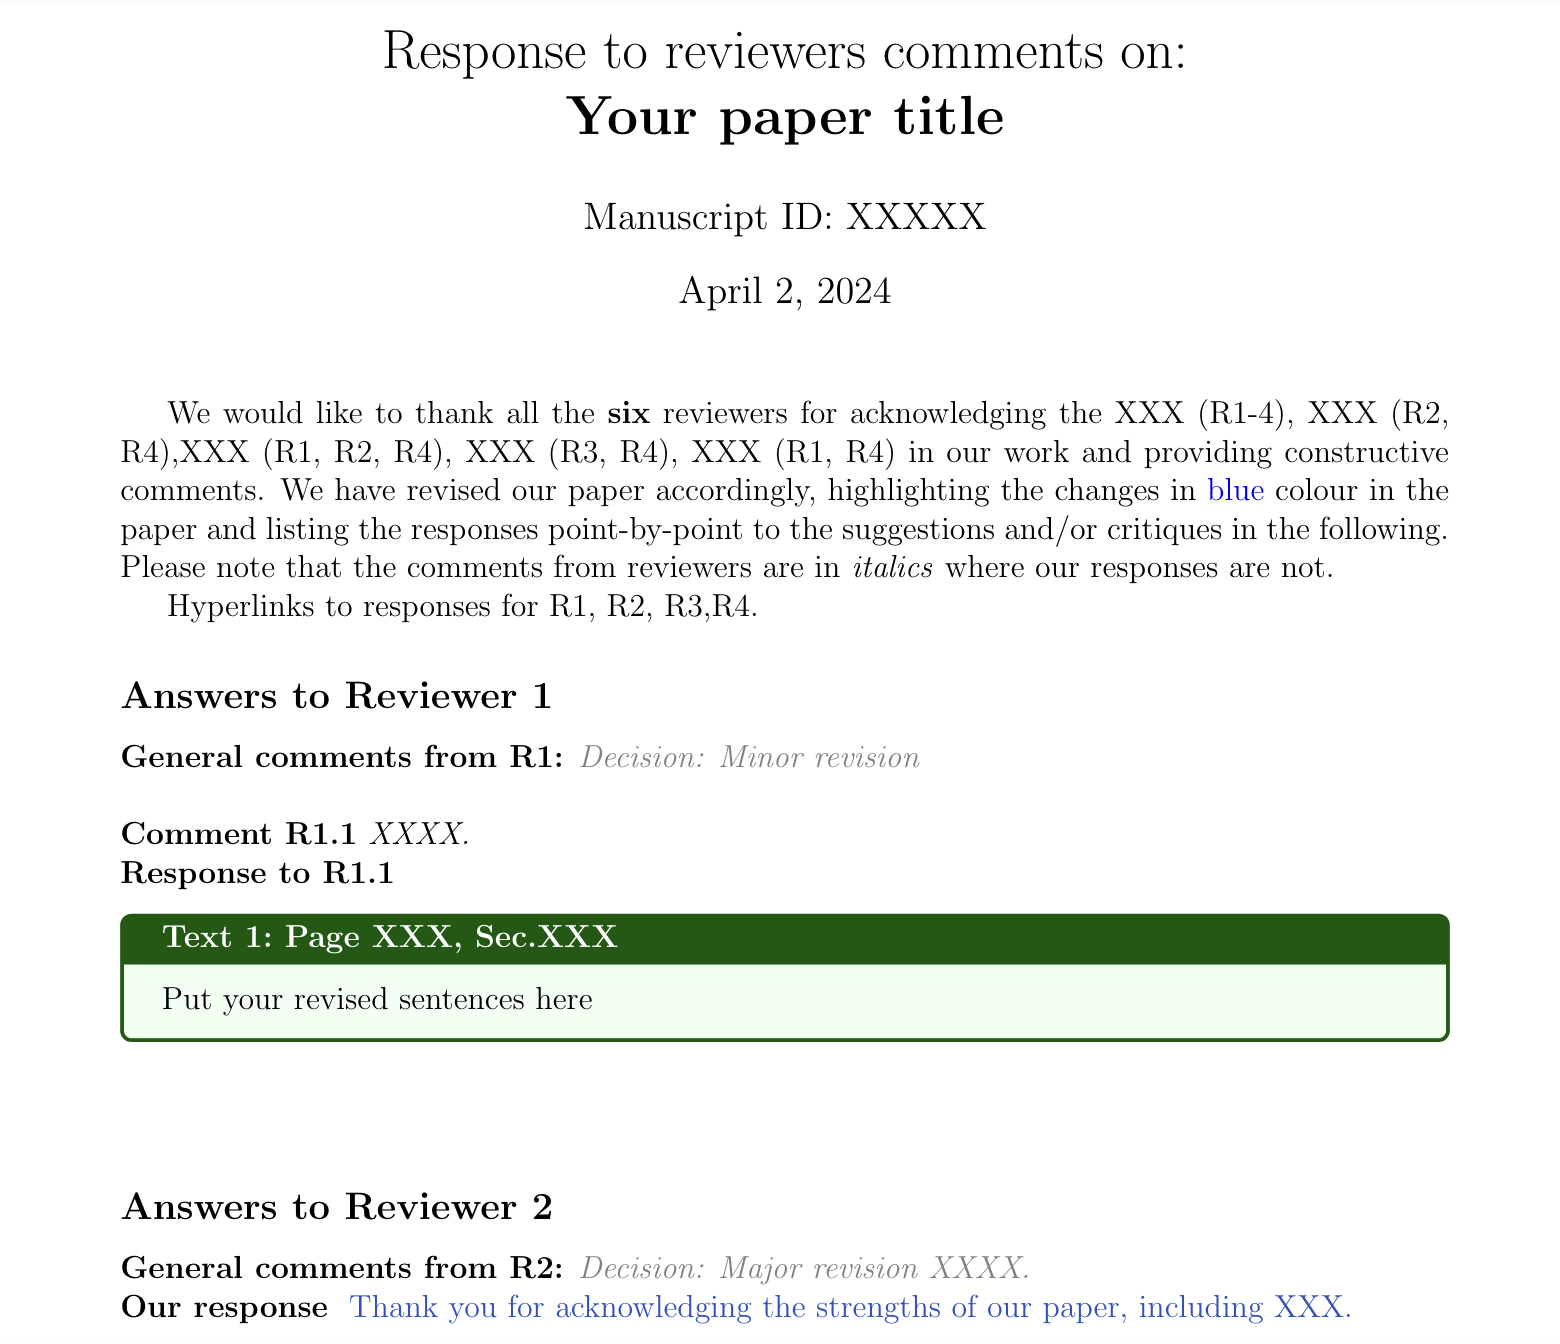 Response to reviewers comments on:
Your paper title
Manuscript ID: XXXXX
April 2, 2024
We would like to thank all the six reviewers for acknowledging the XXX (R1-4), XXX (R2,
R4),XXX (R1, R2, R4), XXX (R3, R4), XXX (R1, R4) in our work and providing constructive
comments. We have revised our paper accordingly, highlighting the changes in blue colour in the
paper and listing the responses point-by-point to the suggestions and/or critiques in the following.
Please note that the comments from reviewers are in italics where our responses are not.
Hyperlinks to responses for R1, R2, R3,R4.
Answers to Reviewer 1
General comments from R1: Decision: Minor revision
Comment R1.1 XXXX.
Response to R1.1
Text 1: Page XXX, Sec.XXX
Put your revised sentences here
Answers to Reviewer 2
General comments from R2: Decision: Major revision XXXX.
Our response Thank you for acknowledging the strengths of our paper, including XXX.